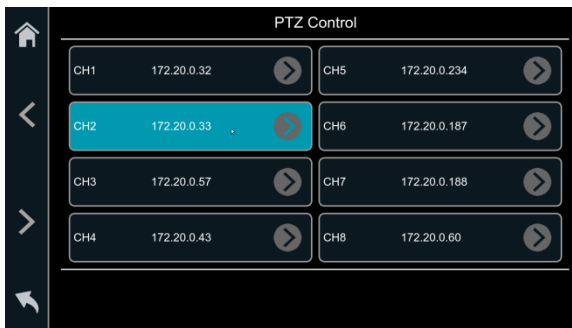 PTZ Control
CH1 172.20.0.32
CH5 172.20.0.234
CH2 172.20.0.33
CH6 172.20.0.187
CH3 172.20.0.57
CH7 172.20.0.188
CH4 172.20.0.43
CH8 172.20.0.60